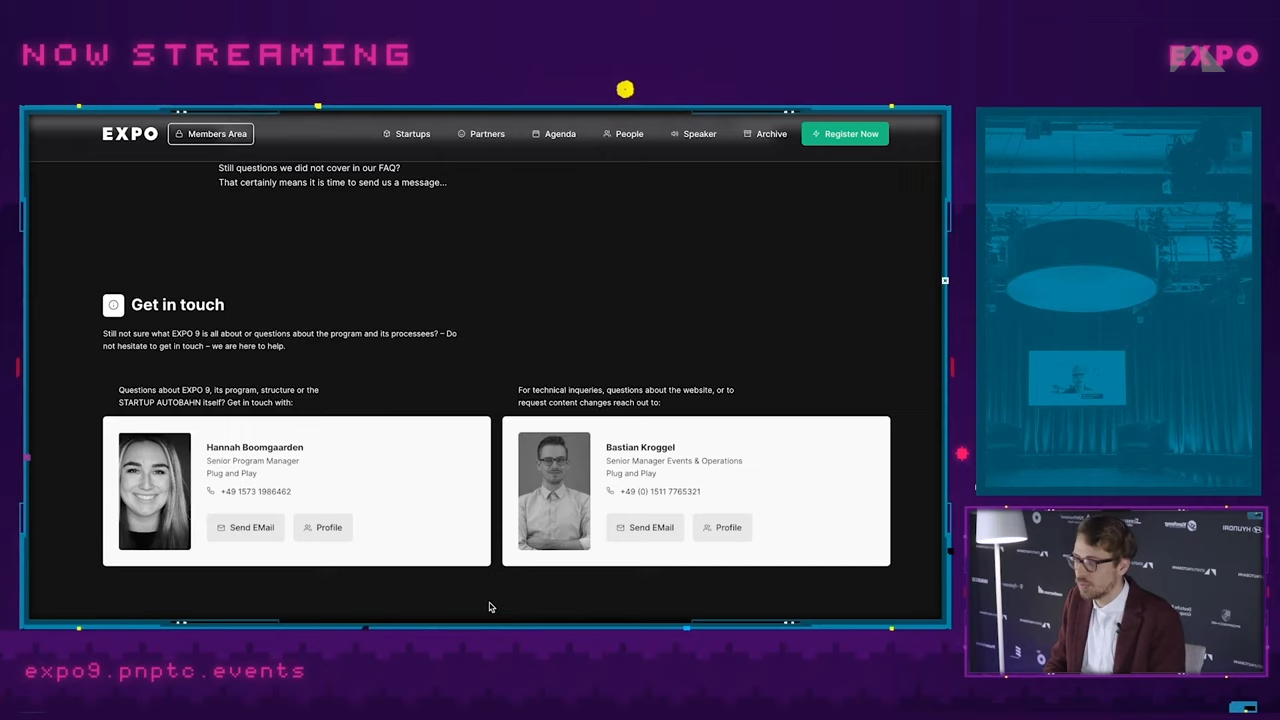 NOW STREAMING
EXPO
EXPO
Members Area
Startups
Partners
Agenda
People
Speaker
Archive
Register Now
Still questions we did not cover in our FAQ?
That certainly means it is time to send us a message...
Get in touch
Still not sure what EXPO 9 is all about or questions about the program and its processees? – Do
not hesitate to get in touch – we are here to help.
Questions about EXPO 9, its program, structure or the
STARTUP AUTOBAHN itself? Get in touch with:
Hannah Boomgaarden
Senior Program Manager
Plug and Play
+49 1573 1986462
Send EMail
Profile
For technical inqueries, questions about the website, or to
request content changes reach out to:
Bastian Kroggel
Senior Manager Events & Operations
Plug and Play
+49 (0) 1511 7765321
Send EMail
Profile
HYUNDAI
expo9.pnptc.events